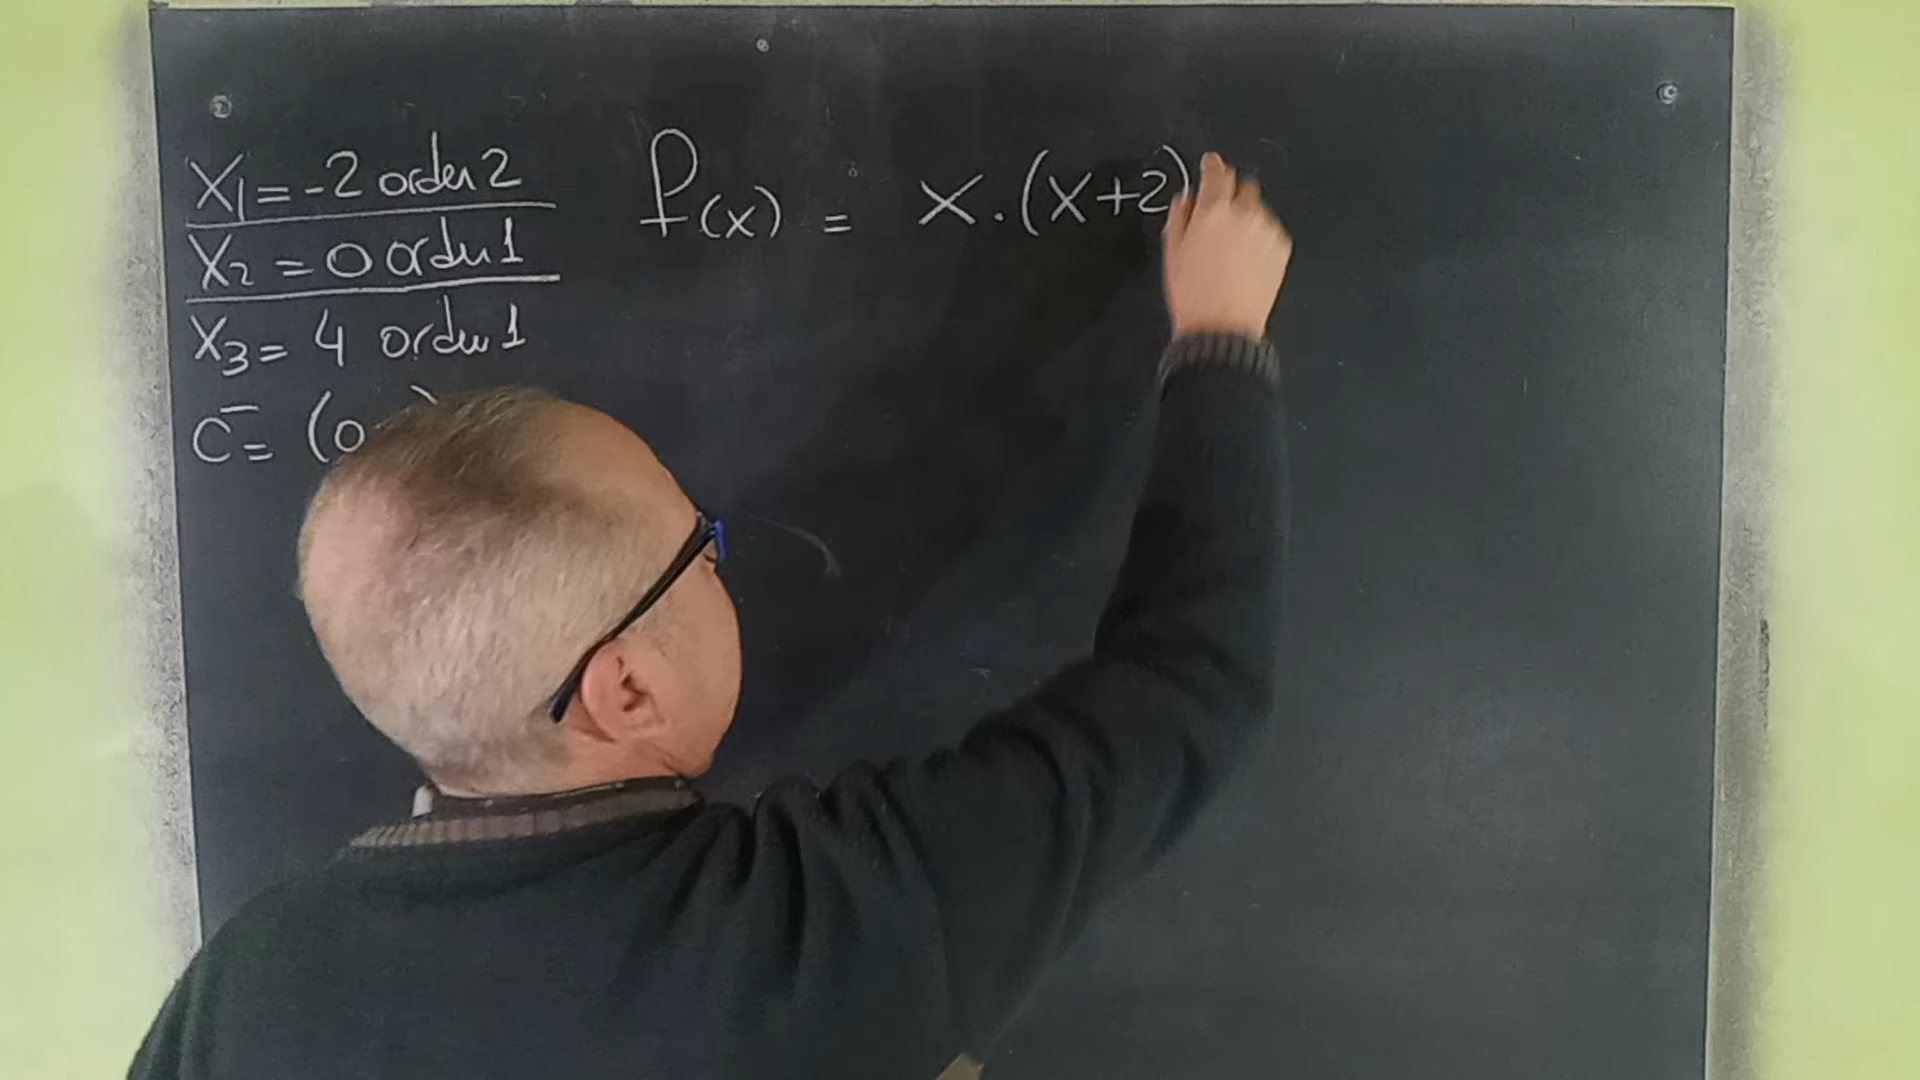 X1 = -2 orden 2
X2 = 0 orden 1
X3 = 4 orden 1
C⁻ = (0
f(x) = x.(x+2)